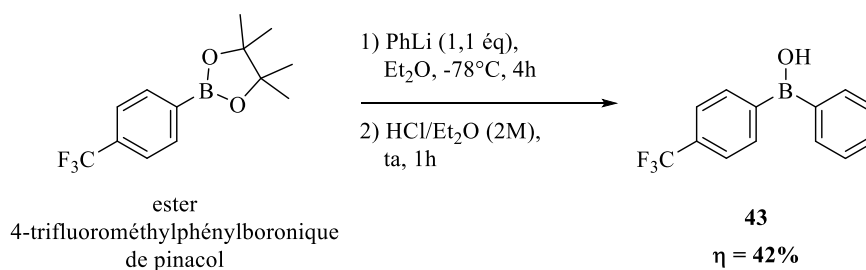 O
B
O
F₃C
ester
4-trifluorométhylphénylboronique
de pinacol
1) PhLi (1,1 éq),
Et₂O, -78°C, 4h
2) HCl/Et₂O (2M),
ta, 1h
OH
B
F₃C
43
η = 42%